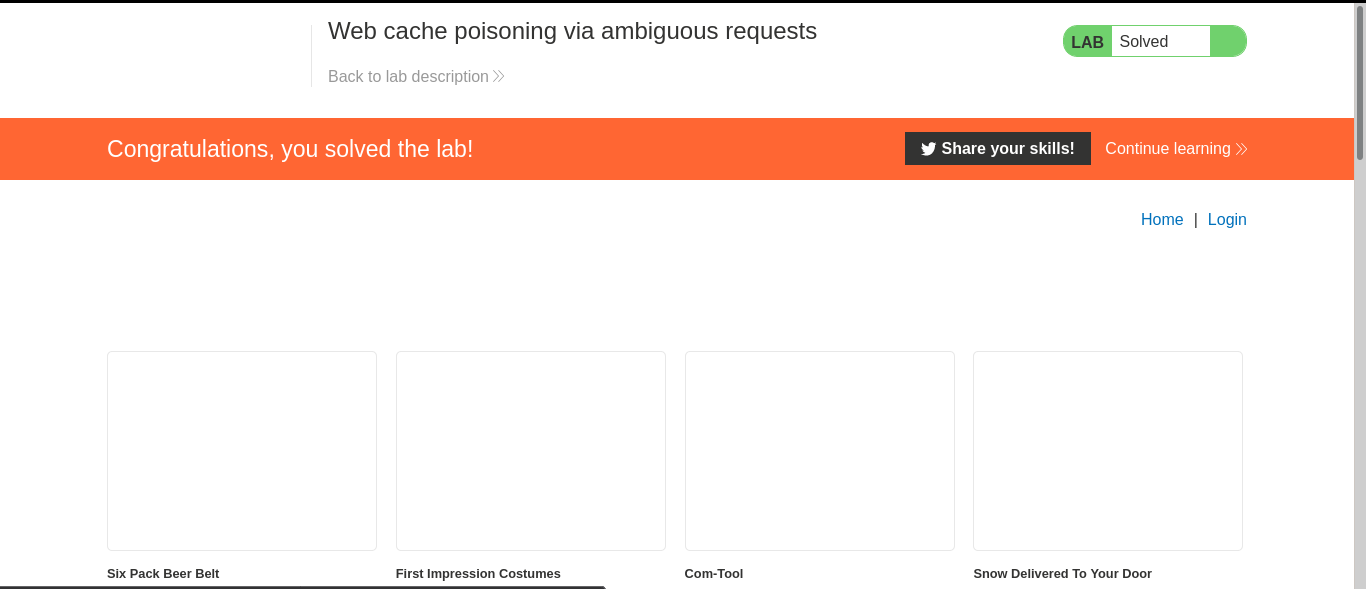 Web cache poisoning via ambiguous requests
LAB Solved
Back to lab description
Congratulations, you solved the lab!
Share your skills! Continue learning
Home | Login
Six Pack Beer Belt First Impression Costumes Com-Tool Snow Delivered To Your Door